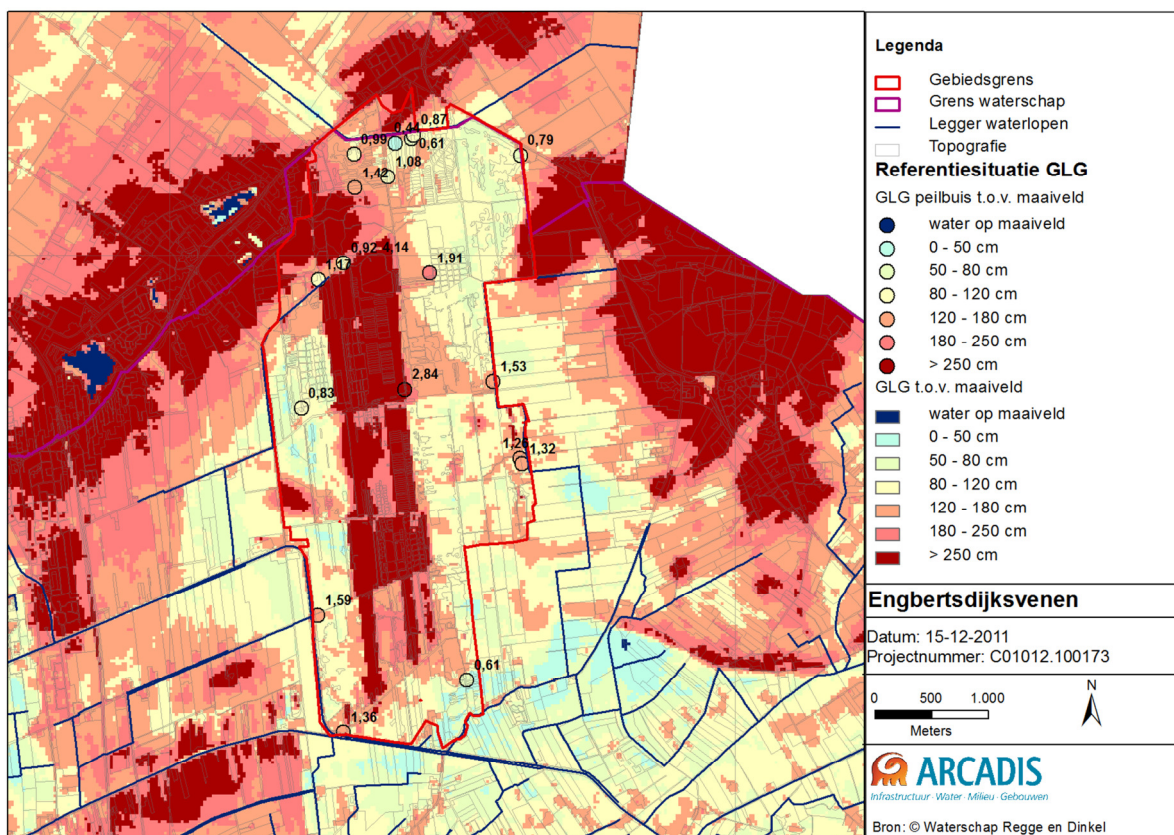 0,87
0,44
0,99
0,61
0,79
1,08
1,42
0,92
4,14
1,17
1,91
1,53
2,84
0,83
1,32
1,59
0,61
1,36
Legenda
Gebiedsgrens
Grens waterschap
Legger waterlopen
Topografie
Referentiesituatie GLG
GLG peilbuis t.o.v. maaiveld
water op maaiveld
0 - 50 cm
50 - 80 cm
80 - 120 cm
120 - 180 cm
180 - 250 cm
> 250 cm
GLG t.o.v. maaiveld
water op maaiveld
0 - 50 cm
50 - 80 cm
80 - 120 cm
120 - 180 cm
180 - 250 cm
> 250 cm
Engbertsdijksvenen
Datum: 15-12-2011
Projectnummer: C01012.100173
0 500 1.000
Meters
N
ARCADIS
Infrastructuur · Water · Milieu · Gebouwen
Bron: © Waterschap Regge en Dinkel